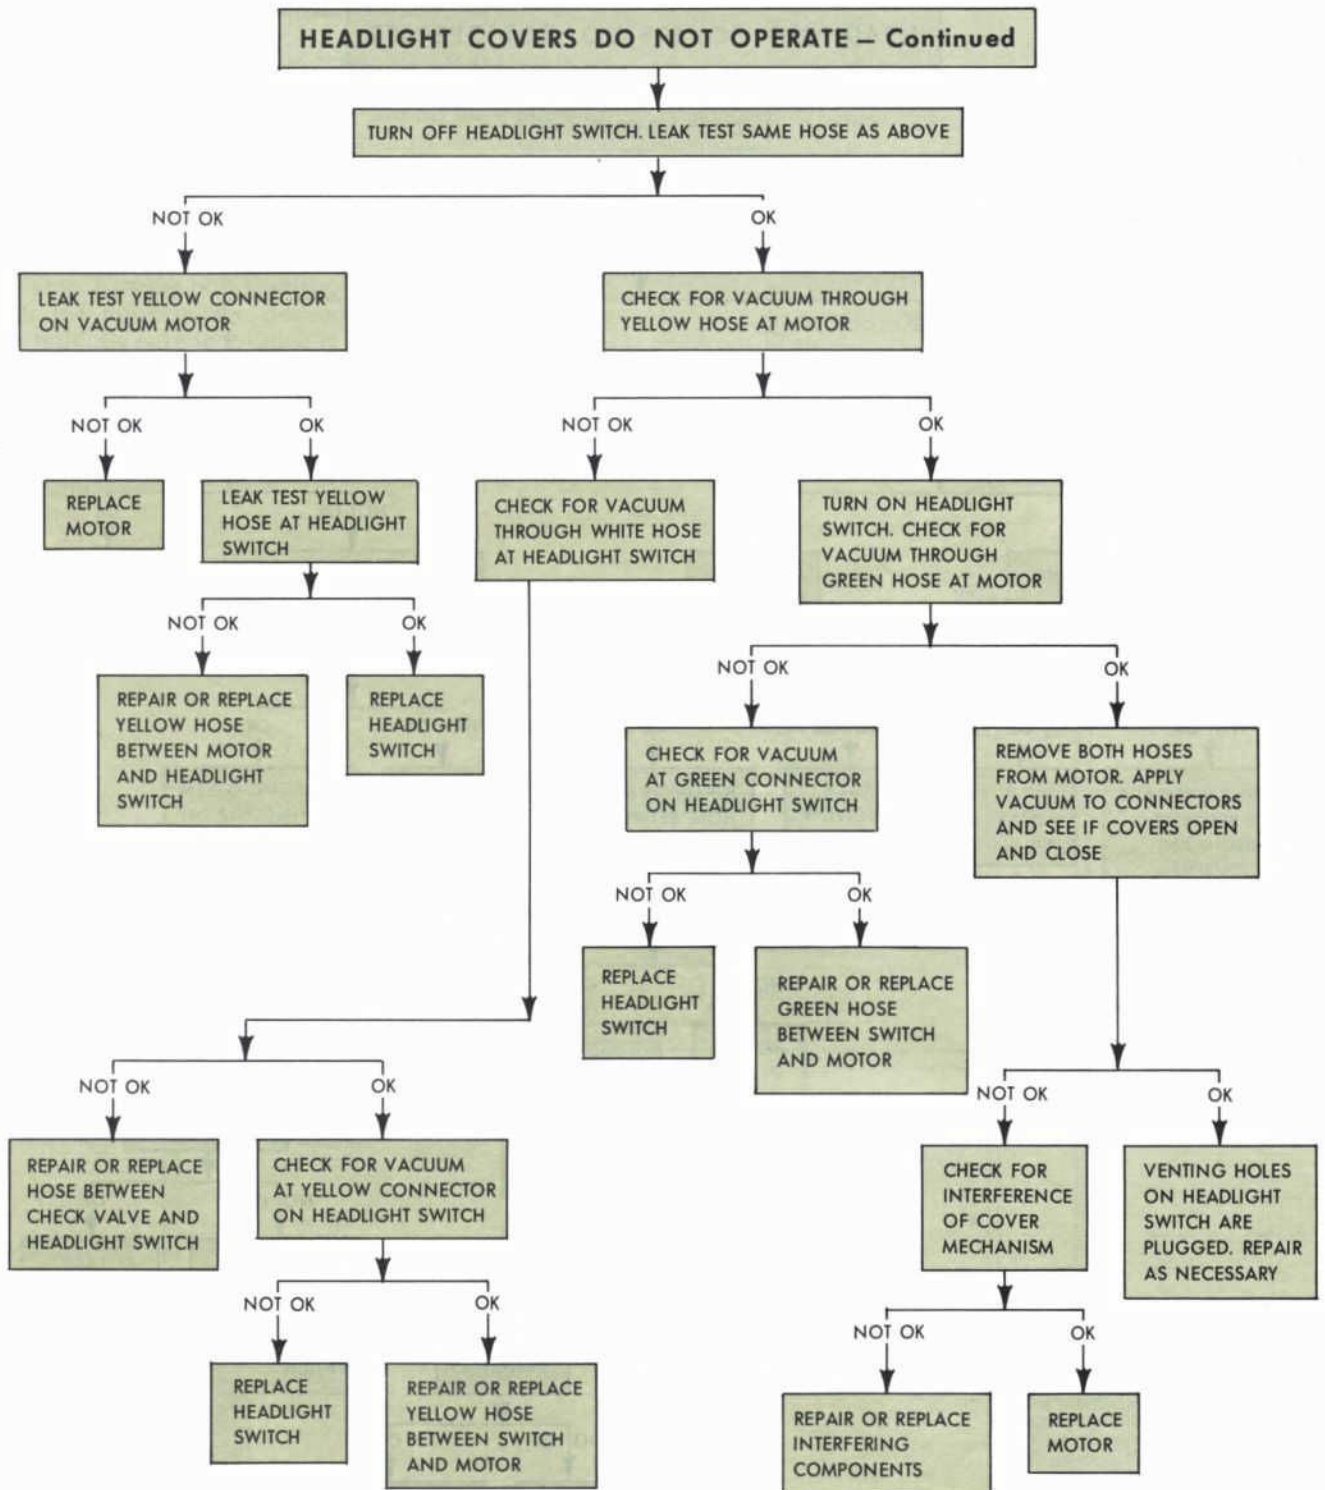 HEADLIGHT COVERS DO NOT OPERATE – Continued
TURN OFF HEADLIGHT SWITCH. LEAK TEST SAME HOSE AS ABOVE
NOT OK
OK
LEAK TEST YELLOW CONNECTOR
ON VACUUM MOTOR
CHECK FOR VACUUM THROUGH
YELLOW HOSE AT MOTOR
NOT OK
OK
NOT OK
OK
REPLACE
MOTOR
LEAK TEST YELLOW
HOSE AT HEADLIGHT
SWITCH
CHECK FOR VACUUM
THROUGH WHITE HOSE
AT HEADLIGHT SWITCH
TURN ON HEADLIGHT
SWITCH. CHECK FOR
VACUUM THROUGH
GREEN HOSE AT MOTOR
NOT OK
OK
NOT OK
OK
REPAIR OR REPLACE
YELLOW HOSE
BETWEEN MOTOR
AND HEADLIGHT
SWITCH
REPLACE
HEADLIGHT
SWITCH
CHECK FOR VACUUM
AT GREEN CONNECTOR
ON HEADLIGHT SWITCH
REMOVE BOTH HOSES
FROM MOTOR. APPLY
VACUUM TO CONNECTORS
AND SEE IF COVERS OPEN
AND CLOSE
NOT OK
OK
REPLACE
HEADLIGHT
SWITCH
REPAIR OR REPLACE
GREEN HOSE
BETWEEN SWITCH
AND MOTOR
NOT OK
OK
NOT OK
OK
REPAIR OR REPLACE
HOSE BETWEEN
CHECK VALVE AND
HEADLIGHT SWITCH
CHECK FOR VACUUM
AT YELLOW CONNECTOR
ON HEADLIGHT SWITCH
CHECK FOR
INTERFERENCE
OF COVER
MECHANISM
VENTING HOLES
ON HEADLIGHT
SWITCH ARE
PLUGGED. REPAIR
AS NECESSARY
NOT OK
OK
NOT OK
OK
REPLACE
HEADLIGHT
SWITCH
REPAIR OR REPLACE
YELLOW HOSE
BETWEEN SWITCH
AND MOTOR
REPAIR OR REPLACE
INTERFERING
COMPONENTS
REPLACE
MOTOR